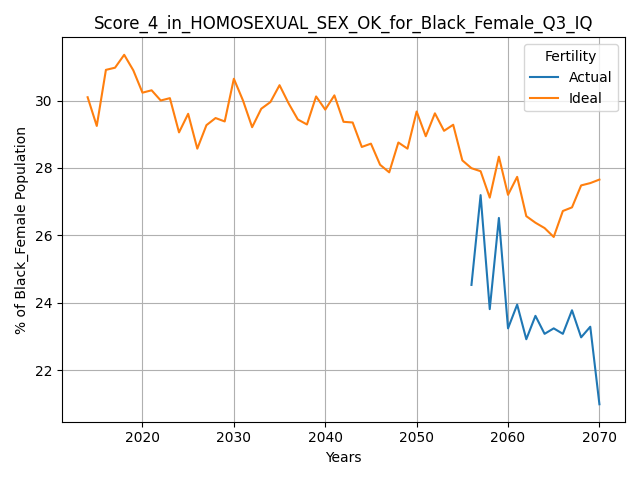 Score_4_in_HOMOSEXUAL_SEX_OK_for_Black_Female_Q3_IQ
Fertility
Actual
Ideal
% of Black_Female Population
30
28
26
24
22
2020 2030 2040 2050 2060 2070
Years